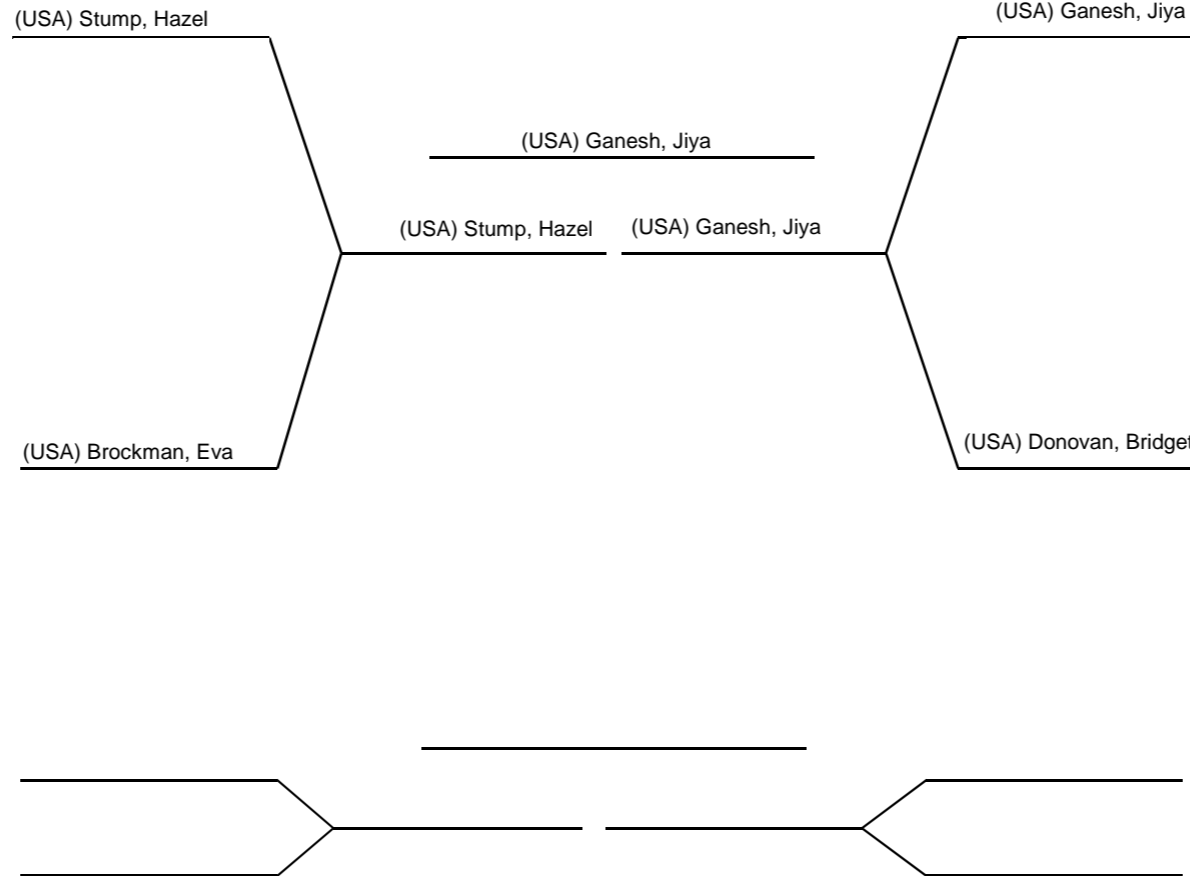 (USA) Stump, Hazel
(USA) Ganesh, Jiya
(USA) Ganesh, Jiya
(USA) Stump, Hazel
(USA) Ganesh, Jiya
(USA) Brockman, Eva
(USA) Donovan, Bridget